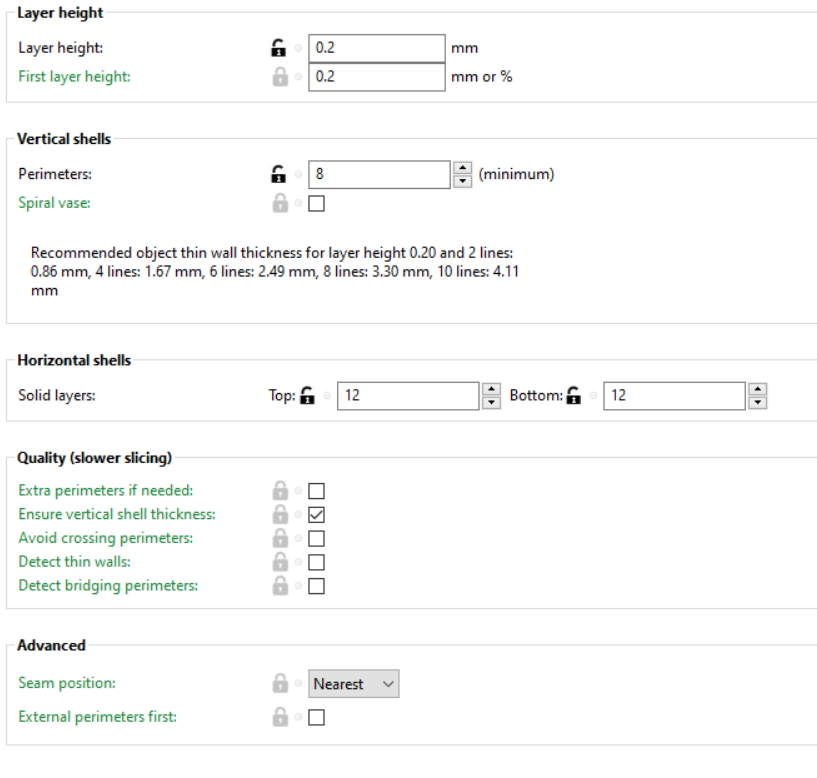 Layer height
Layer height: 0.2 mm
First layer height: 0.2 mm or %
Vertical shells
Perimeters: 8 (minimum)
Spiral vase:
Recommended object thin wall thickness for layer height 0.20 and 2 lines:
0.86 mm, 4 lines: 1.67 mm, 6 lines: 2.49 mm, 8 lines: 3.30 mm, 10 lines: 4.11
mm
Horizontal shells
Solid layers: Top: 12 Bottom: 12
Quality (slower slicing)
Extra perimeters if needed:
Ensure vertical shell thickness:
Avoid crossing perimeters:
Detect thin walls:
Detect bridging perimeters:
Advanced
Seam position: Nearest
External perimeters first: